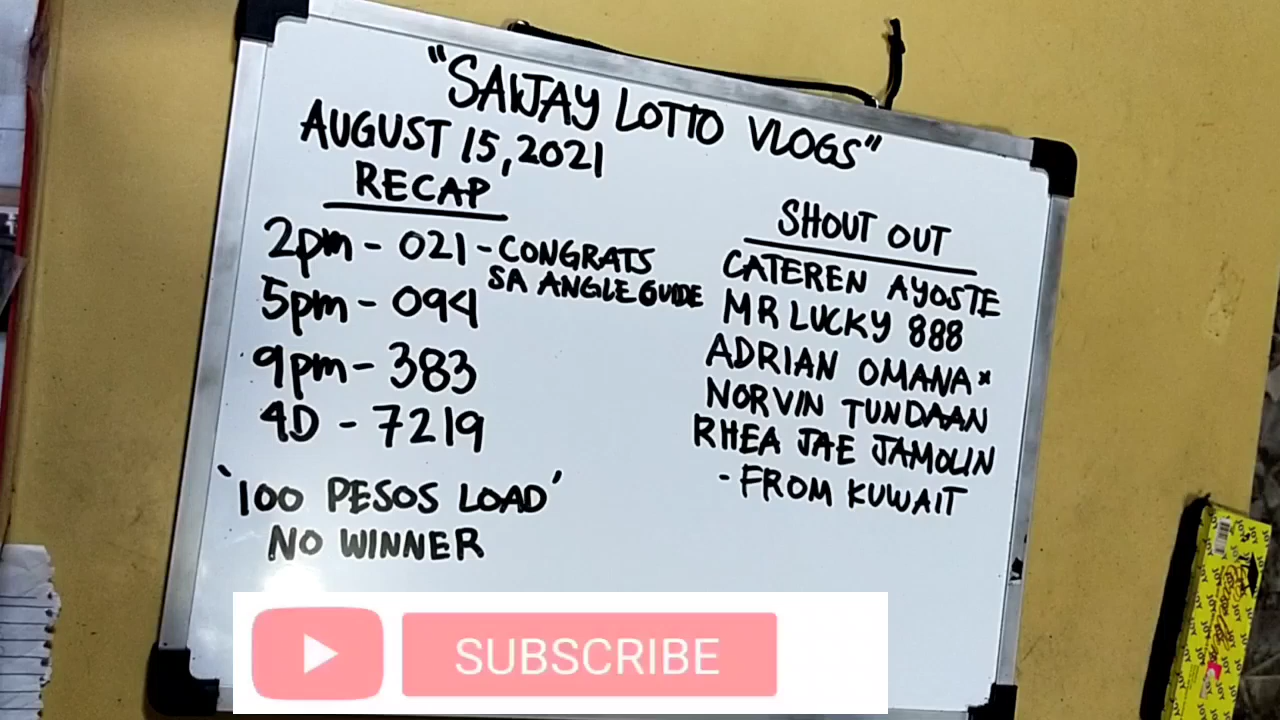 "SAIJAY LOTTO VLOGS"
AUGUST 15, 2021
RECAP
2pm - 021 - CONGRATS
SA ANGLE GUIDE
5pm - 094
9pm - 383
4D - 7219
'100 PESOS LOAD'
NO WINNER
SHOUT OUT
CATEREN AYOSTE
MR LUCKY 888
ADRIAN OMANA*
NORVIN TUNDAAN
RHEA JAE JAMOLIN
- FROM KUWAIT
SUBSCRIBE
JOY